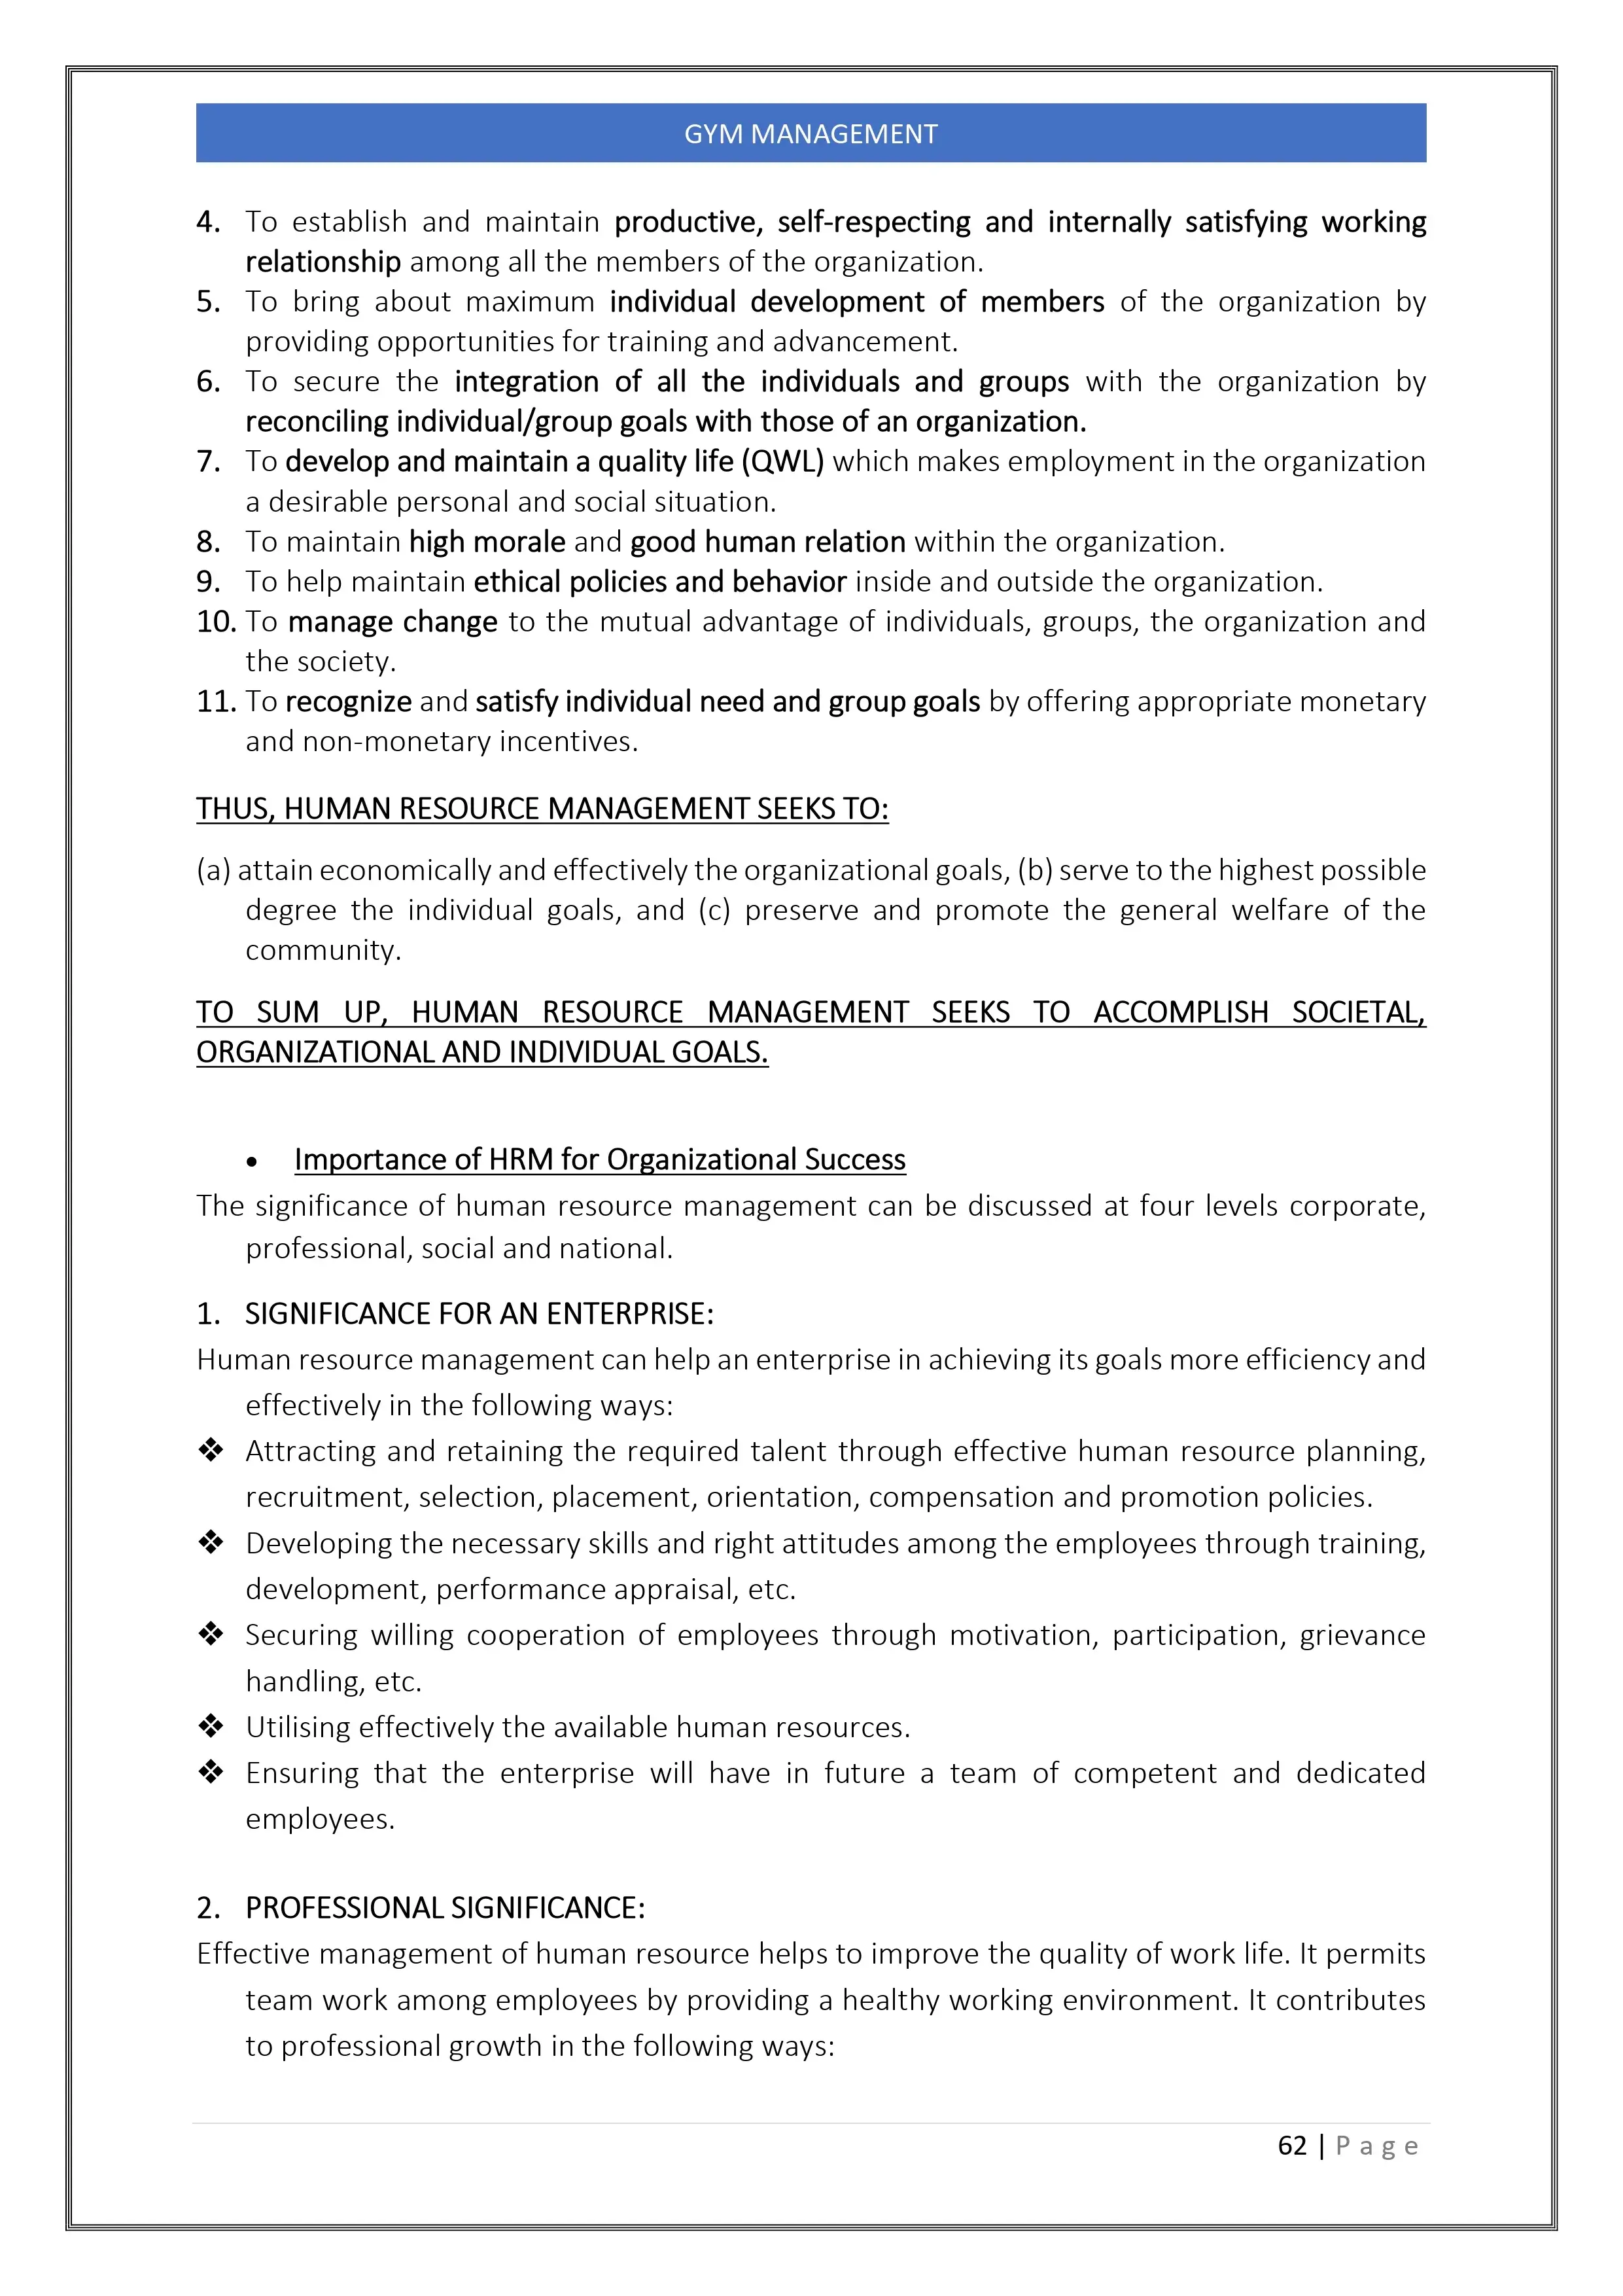 GYM MANAGEMENT
4. To establish and maintain productive, self-respecting and internally satisfying working
relationship among all the members of the organization.
5. To bring about maximum individual development of members of the organization by
providing opportunities for training and advancement.
6. To secure the integration of all the individuals and groups with the organization by
reconciling individual/group goals with those of an organization.
7. To develop and maintain a quality life (QWL) which makes employment in the organization
a desirable personal and social situation.
8. To maintain high morale and good human relation within the organization.
9. To help maintain ethical policies and behavior inside and outside the organization.
10. To manage change to the mutual advantage of individuals, groups, the organization and
the society.
11. To recognize and satisfy individual need and group goals by offering appropriate monetary
and non-monetary incentives.
THUS, HUMAN RESOURCE MANAGEMENT SEEKS TO:
(a) attain economically and effectively the organizational goals, (b) serve to the highest possible
degree the individual goals, and (c) preserve and promote the general welfare of the
community.
TO SUM UP, HUMAN RESOURCE MANAGEMENT SEEKS TO ACCOMPLISH SOCIETAL,
ORGANIZATIONAL AND INDIVIDUAL GOALS.
• Importance of HRM for Organizational Success
The significance of human resource management can be discussed at four levels corporate,
professional, social and national.
1. SIGNIFICANCE FOR AN ENTERPRISE:
Human resource management can help an enterprise in achieving its goals more efficiency and
effectively in the following ways:
❖ Attracting and retaining the required talent through effective human resource planning,
recruitment, selection, placement, orientation, compensation and promotion policies.
❖ Developing the necessary skills and right attitudes among the employees through training,
development, performance appraisal, etc.
❖ Securing willing cooperation of employees through motivation, participation, grievance
handling, etc.
❖ Utilising effectively the available human resources.
❖ Ensuring that the enterprise will have in future a team of competent and dedicated
employees.
2. PROFESSIONAL SIGNIFICANCE:
Effective management of human resource helps to improve the quality of work life. It permits
team work among employees by providing a healthy working environment. It contributes
to professional growth in the following ways:
62 | P a g e